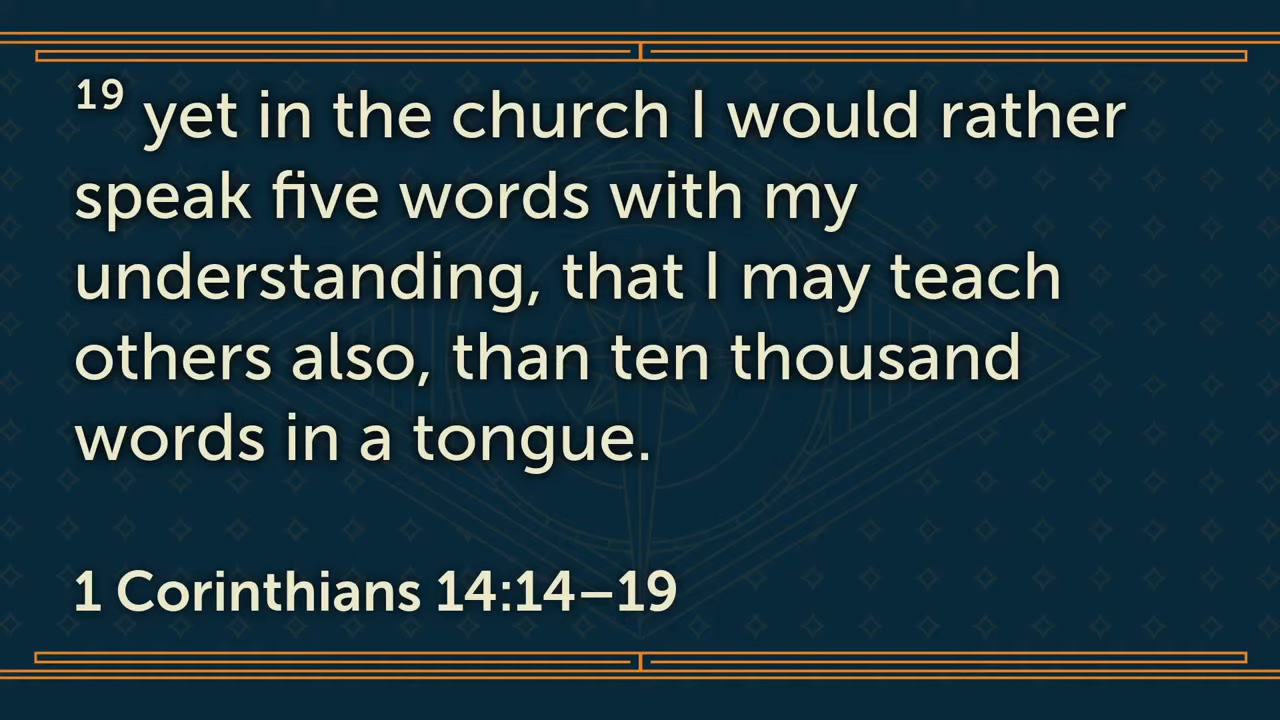 19 yet in the church I would rather
speak five words with my
understanding, that I may teach
others also, than ten thousand
words in a tongue.
1 Corinthians 14:14–19